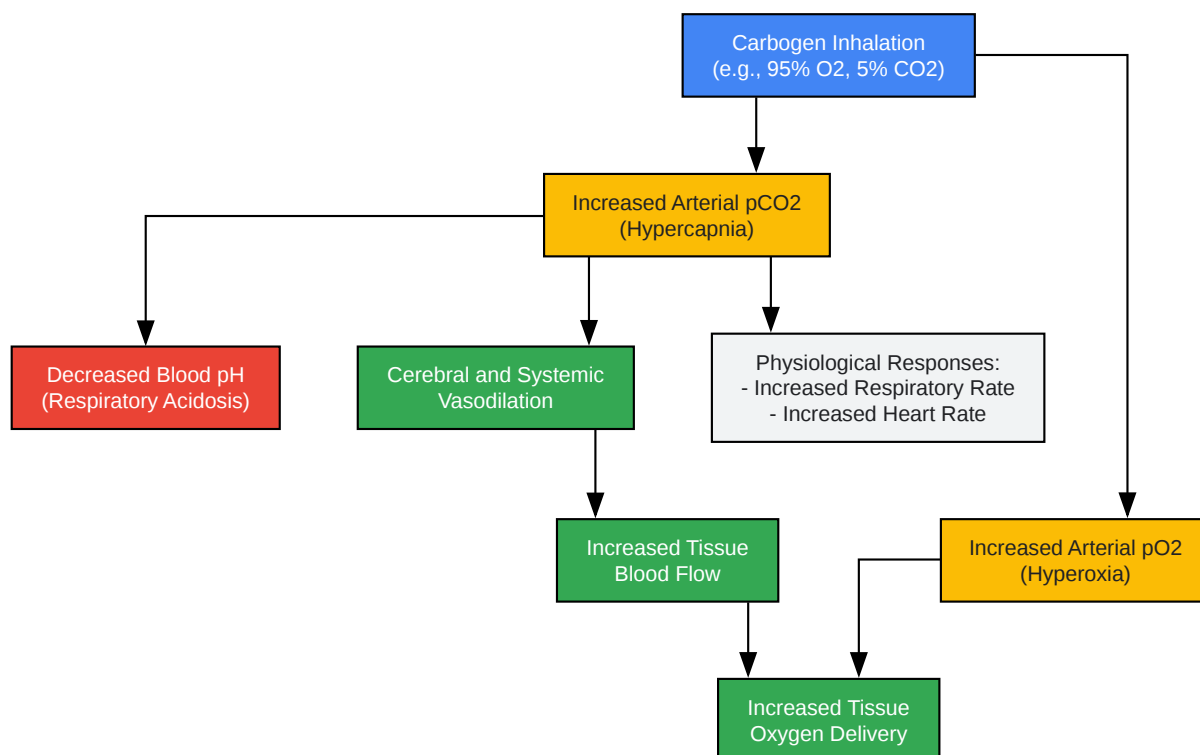 Carbogen Inhalation
(e.g., 95% O2, 5% CO2)
Increased Arterial pCO2
(Hypercapnia)
Decreased Blood pH
(Respiratory Acidosis)
Cerebral and Systemic
Vasodilation
Physiological Responses:
- Increased Respiratory Rate
- Increased Heart Rate
Increased Tissue
Blood Flow
Increased Arterial pO2
(Hyperoxia)
Increased Tissue
Oxygen Delivery